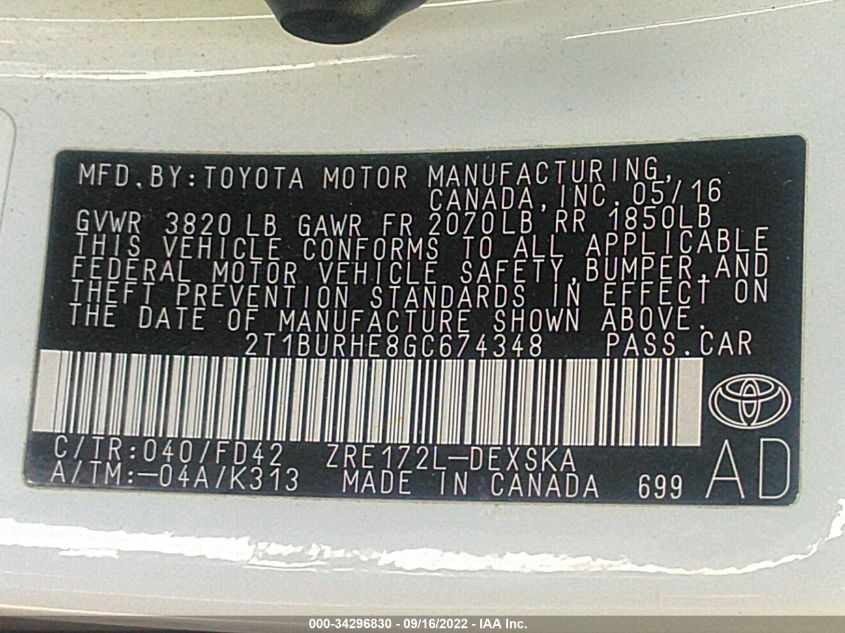 MFD. BY: TOYOTA MOTOR MANUFACTURING,
CANADA, INC. 05/16
GVWR 3820 LB GAWR FR 2070LB RR 1850LB
THIS VEHICLE CONFORMS TO ALL APPLICABLE
FEDERAL MOTOR VEHICLE SAFETY, BUMPER, AND
THEFT PREVENTION STANDARDS IN EFFECT ON
THE DATE OF MANUFACTURE SHOWN ABOVE.
2T1BURHE8GC674348 PASS. CAR
C/TR: 040/FD42 ZRE172L-DEXSKA
A/TM: -04A/K313 MADE IN CANADA 699 AD
000-34296830 - 09/16/2022 - IAA Inc.